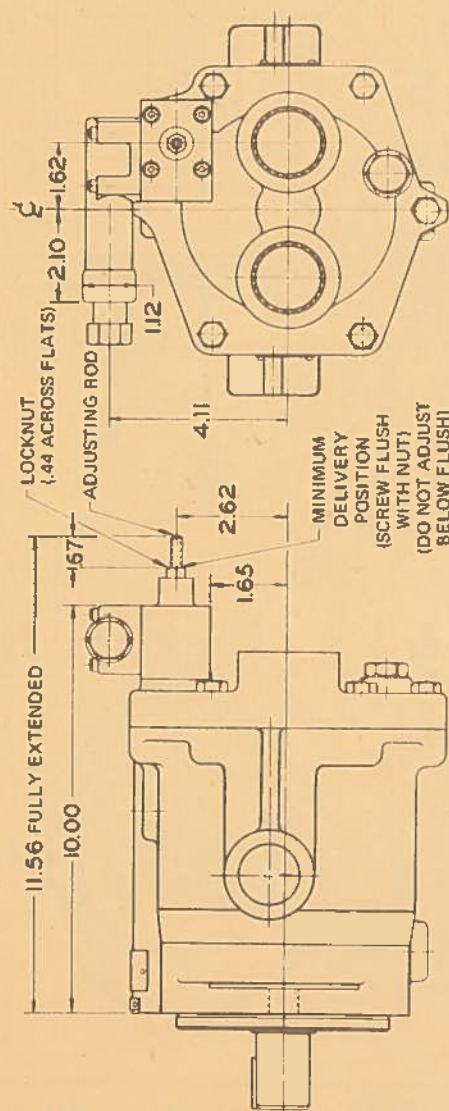 11.56 FULLY EXTENDED
10.00
1.67
LOCKNUT
(.44 ACROSS FLATS)
ADJUSTING ROD
2.62
1.65
MINIMUM
DELIVERY
POSITION
(SCREW FLUSH
WITH NUT)
(DO NOT ADJUST
BELOW FLUSH)
℄
2.10
1.62
1.12
4.11